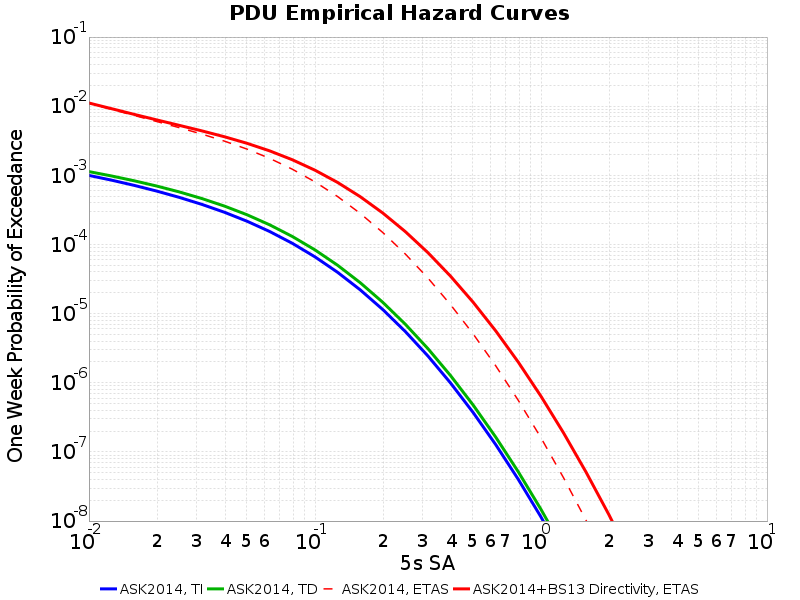 PDU Empirical Hazard Curves
One Week Probability of Exceedance
10-1
10-2
10-3
10-4
10-5
10-6
10-7
10-8
10-2 2 3 4 5 6 10-1 2 3 4 5 6 7 100 2 3 4 5 6 7 101
5s SA
ASK2014, TI ASK2014, TD ASK2014, ETAS ASK2014+BS13 Directivity, ETAS